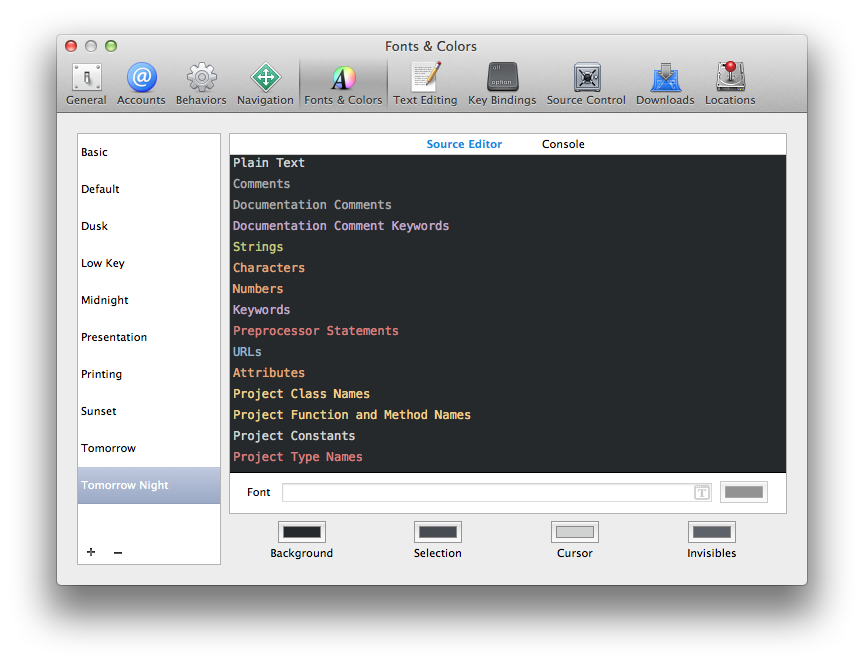 Fonts & Colors
General Accounts Behaviors Navigation Fonts & Colors Text Editing Key Bindings Source Control Downloads Locations
Basic
Default
Dusk
Low Key
Midnight
Presentation
Printing
Sunset
Tomorrow
Tomorrow Night
Source Editor Console
Plain Text
Comments
Documentation Comments
Documentation Comment Keywords
Strings
Characters
Numbers
Keywords
Preprocessor Statements
URLs
Attributes
Project Class Names
Project Function and Method Names
Project Constants
Project Type Names
Font
Background Selection Cursor Invisibles